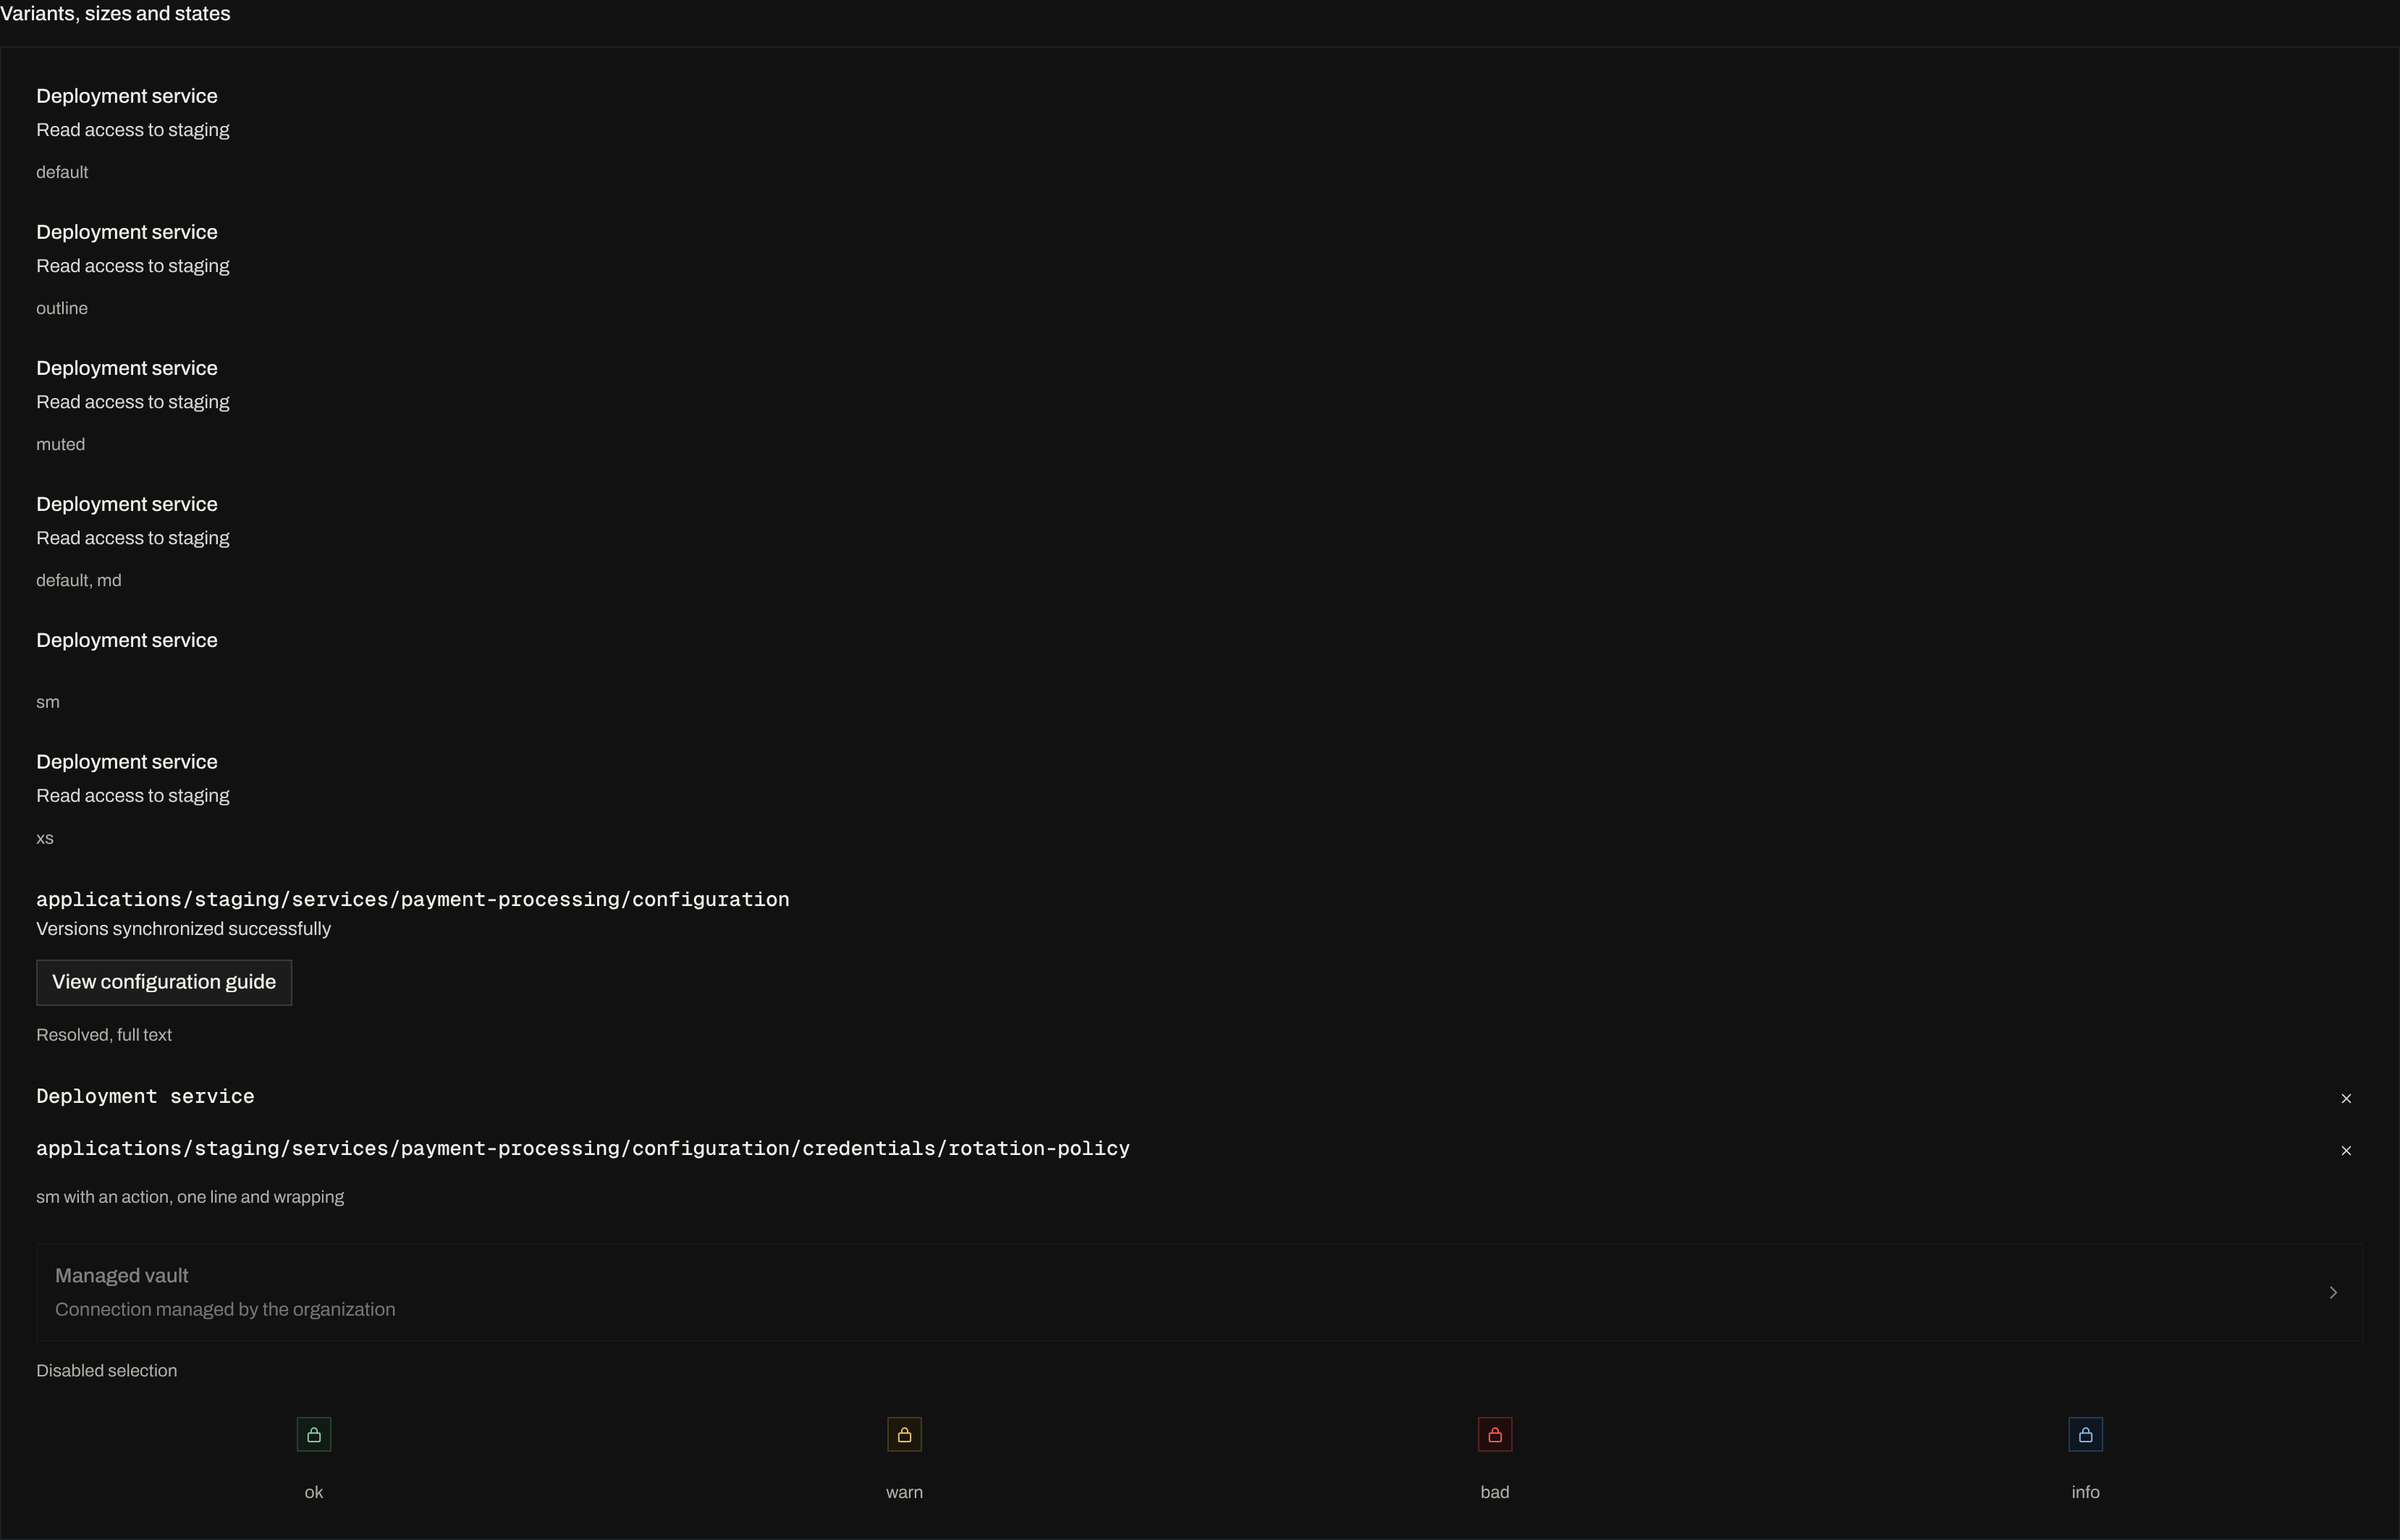 Variants, sizes and states
Deployment service
Read access to staging
default
Deployment service
Read access to staging
outline
Deployment service
Read access to staging
muted
Deployment service
Read access to staging
default, md
Deployment service
sm
Deployment service
Read access to staging
xs
applications/staging/services/payment-processing/configuration
Versions synchronized successfully
View configuration guide
Resolved, full text
Deployment service
applications/staging/services/payment-processing/configuration/credentials/rotation-policy
sm with an action, one line and wrapping
Managed vault
Connection managed by the organization
Disabled selection
ok
warn
bad
info